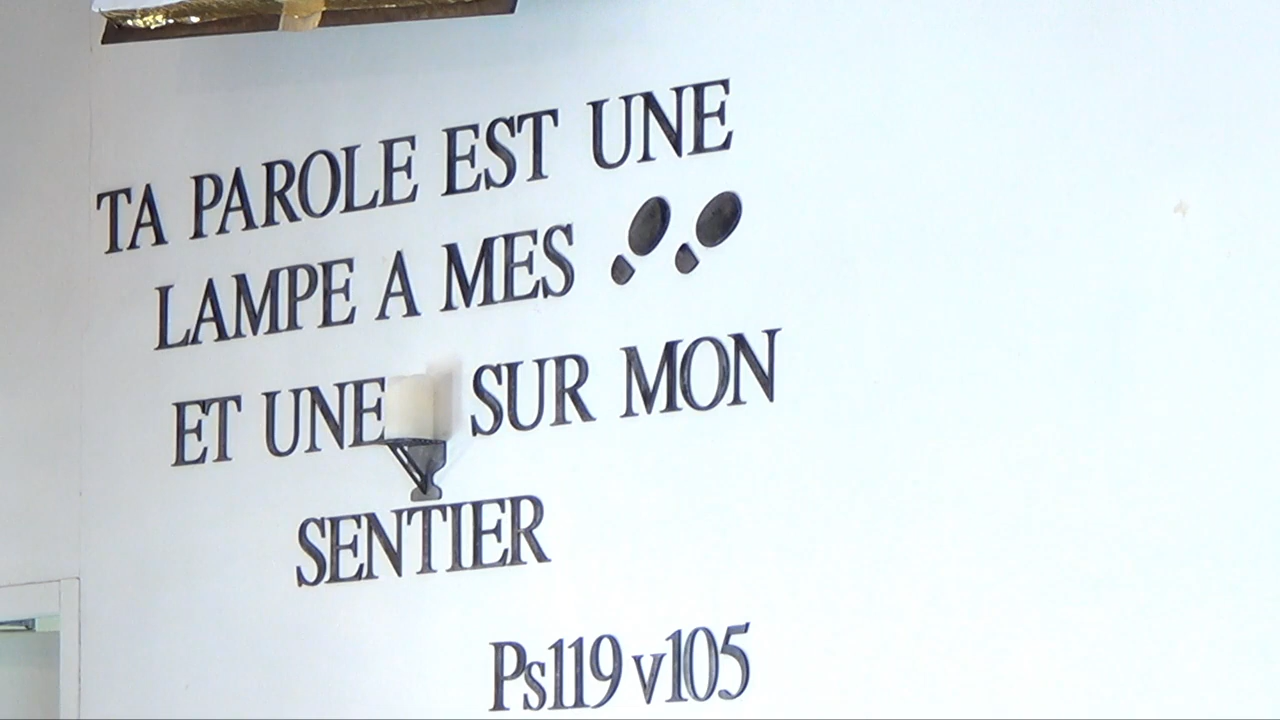 TA PAROLE EST UNE
LAMPE A MES
ET UNE SUR MON
SENTIER
Ps119 v105